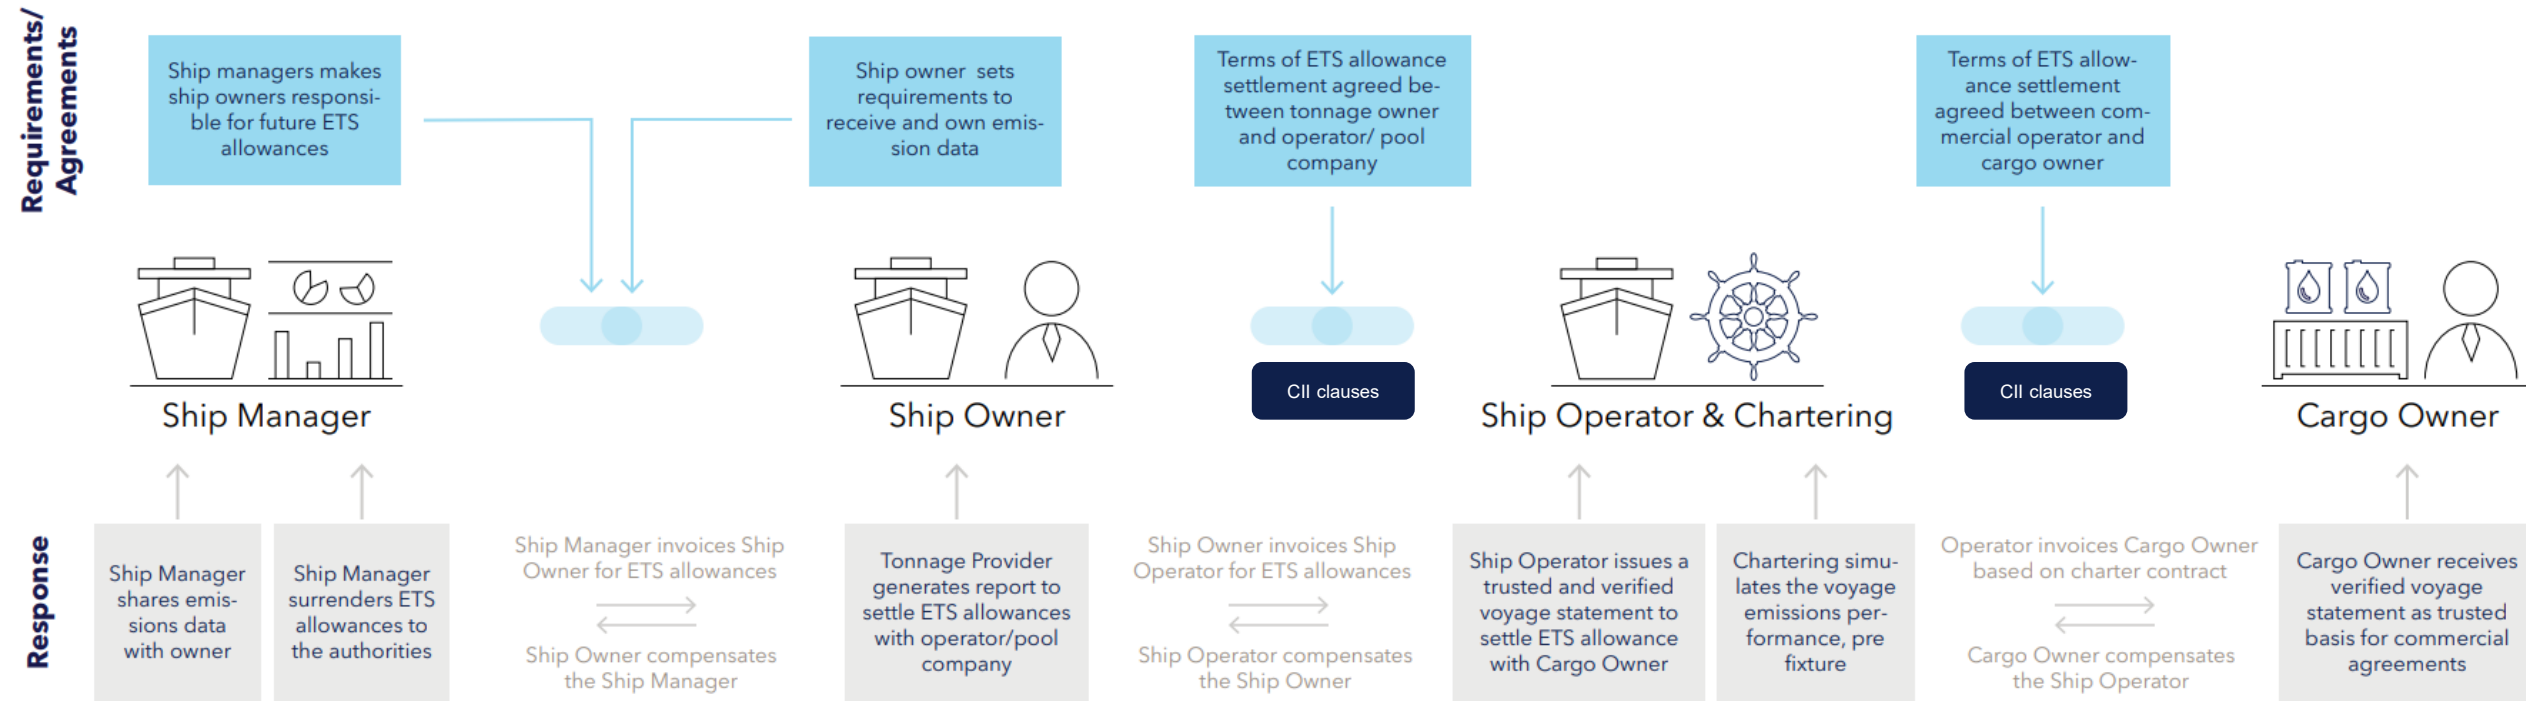 Requirements/
Agreements
Ship managers makes
ship owners responsi-
ble for future ETS
allowances
Ship owner sets
requirements to
receive and own emis-
sion data
Terms of ETS allowance
settlement agreed be-
tween tonnage owner
and operator/ pool
company
Terms of ETS allow-
ance settlement
agreed between com-
mercial operator and
cargo owner
CII clauses
CII clauses
Ship Manager
Ship Owner
Ship Operator & Chartering
Cargo Owner
Response
Ship Manager
shares emis-
sions data
with owner
Ship Manager
surrenders ETS
allowances to
the authorities
Ship Manager invoices Ship
Owner for ETS allowances
Ship Owner compensates
the Ship Manager
Tonnage Provider
generates report to
settle ETS allowances
with operator/pool
company
Ship Owner invoices Ship
Operator for ETS allowances
Ship Operator compensates
the Ship Owner
Ship Operator issues a
trusted and verified
voyage statement to
settle ETS allowance
with Cargo Owner
Chartering simu-
lates the voyage
emissions per-
formance, pre
fixture
Operator invoices Cargo Owner
based on charter contract
Cargo Owner compensates
the Ship Operator
Cargo Owner receives
verified voyage
statement as trusted
basis for commercial
agreements